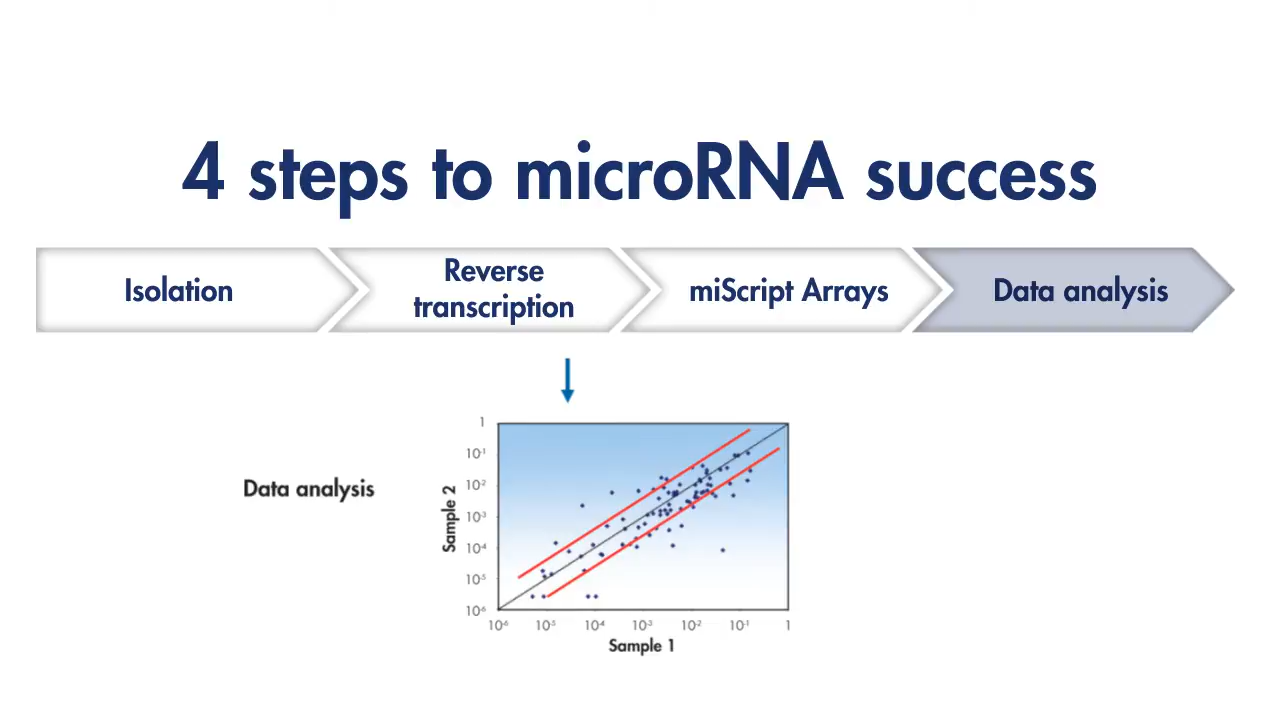 4 steps to microRNA success
Isolation
Reverse
transcription
miScript Arrays
Data analysis
Data analysis
Sample 2
1
10-1
10-2
10-3
10-4
10-5
10-6
10-6
10-5
10-4
10-3
10-2
10-1
1
Sample 1